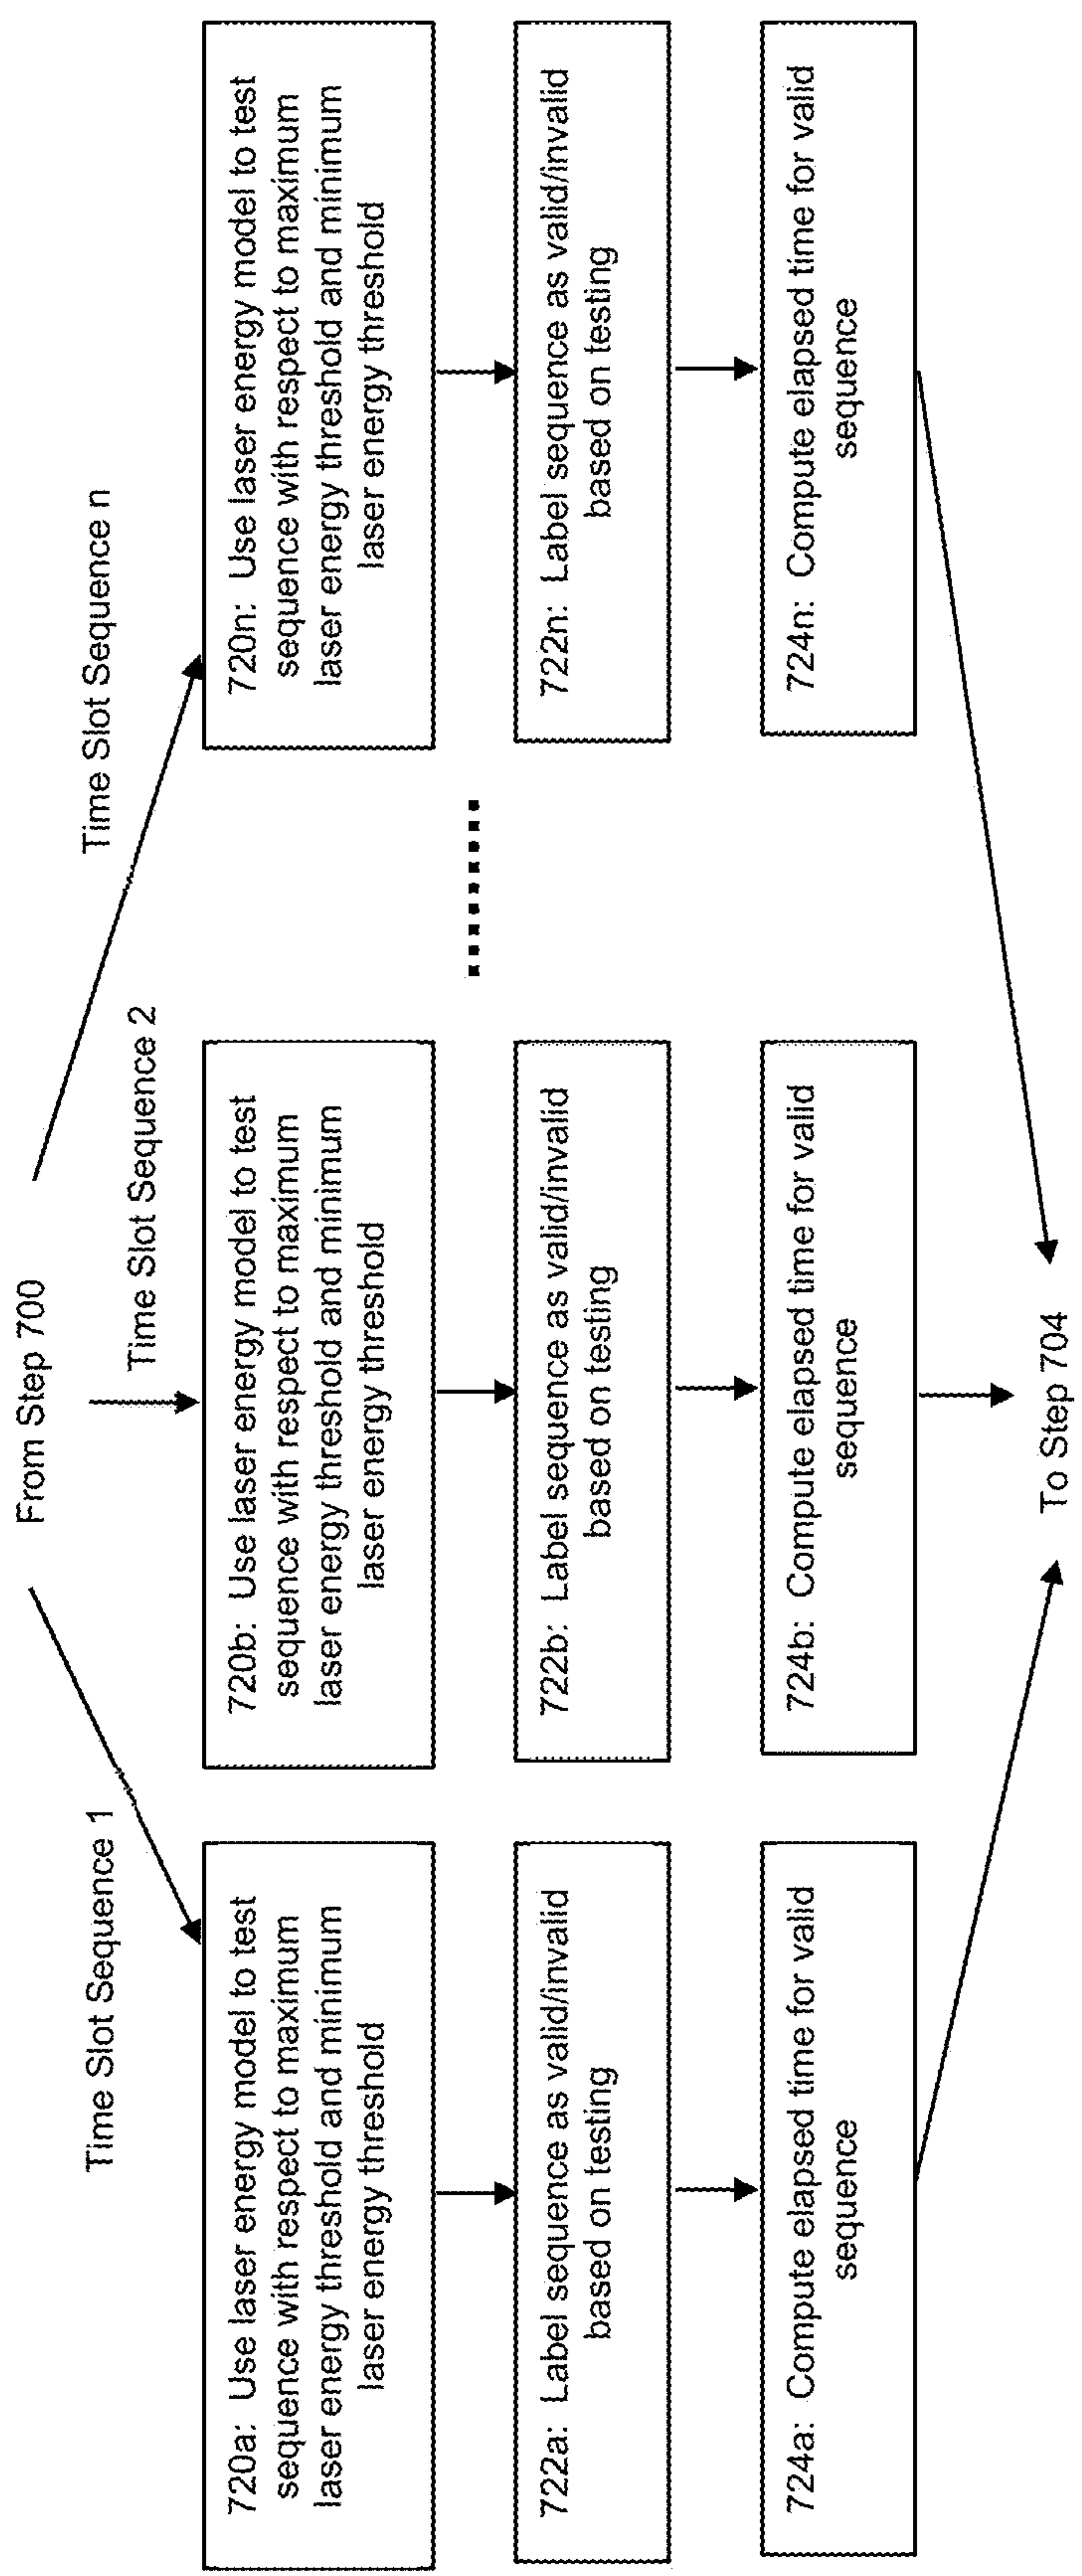 From Step 700
Time Slot Sequence 1
Time Slot Sequence 2
Time Slot Sequence n
720a: Use laser energy model to test
sequence with respect to maximum
laser energy threshold and minimum
laser energy threshold
722a: Label sequence as valid/invalid
based on testing
724a: Compute elapsed time for valid
sequence
720b: Use laser energy model to test
sequence with respect to maximum
laser energy threshold and minimum
laser energy threshold
722b: Label sequence as valid/invalid
based on testing
724b: Compute elapsed time for valid
sequence
720n: Use laser energy model to test
sequence with respect to maximum
laser energy threshold and minimum
laser energy threshold
722n: Label sequence as valid/invalid
based on testing
724n: Compute elapsed time for valid
sequence
To Step 704